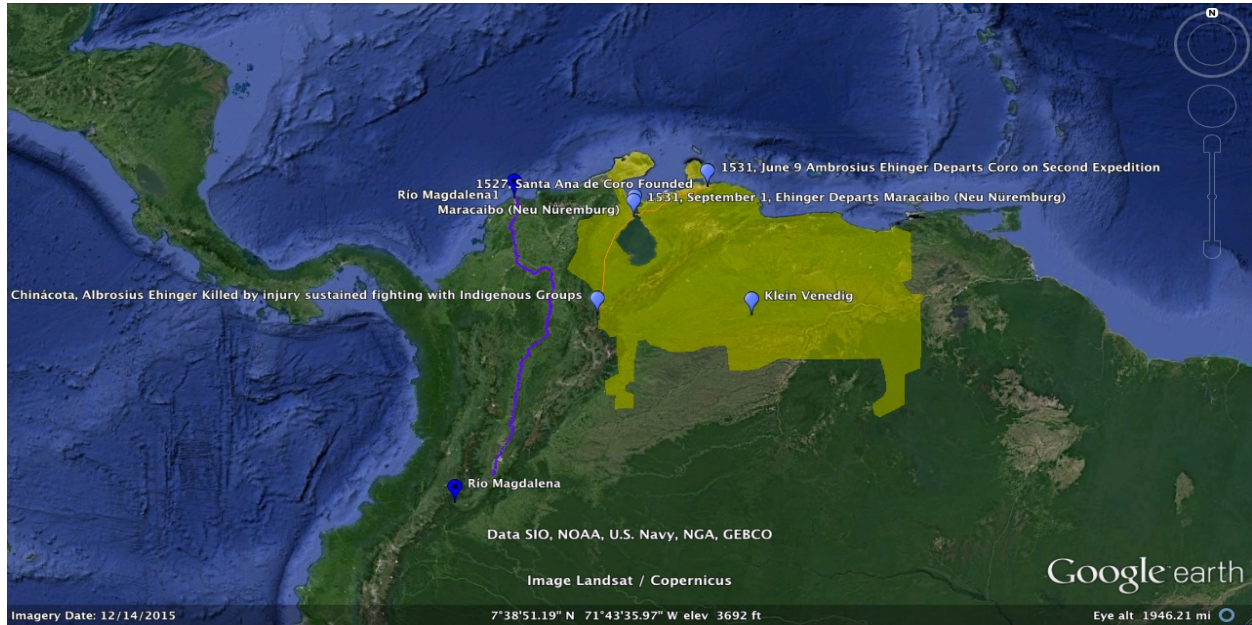 N
1531, June 9 Ambrosius Ehinger Departs Coro on Second Expedition
1527, Santa Ana de Coro Founded
Río Magdalena1
1531, September 1, Ehinger Departs Maracaibo (Neu Nüremburg)
Maracaibo (Neu Nüremburg)
Chinácota, Albrosius Ehinger Killed by injury sustained fighting with Indigenous Groups
Klein Venedig
Río Magdalena
Data SIO, NOAA, U.S. Navy, NGA, GEBCO
Image Landsat / Copernicus
Google earth
Imagery Date: 12/14/2015
7°38'51.19" N 71°43'35.97" W elev 3692 ft
Eye alt 1946.21 mi